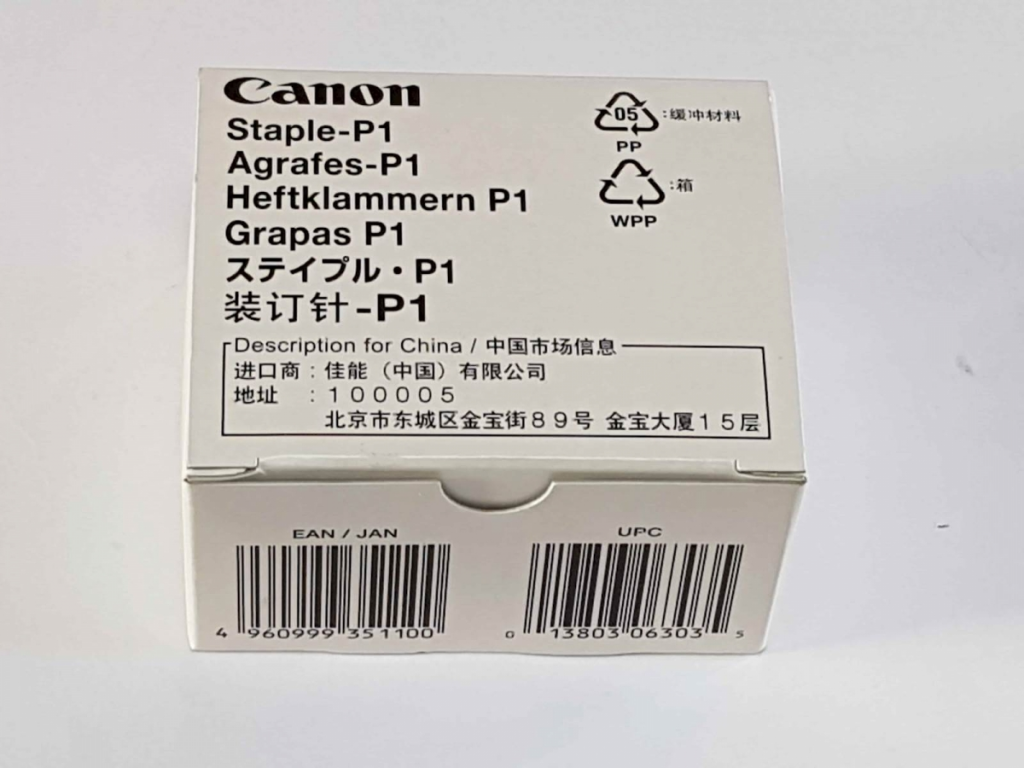 Canon
Staple-P1
Agrafes-P1
Heftklammern P1
Grapas P1
ステイプル・P1
装订针-P1
05 :缓冲材料
PP
:箱
WPP
Description for China / 中国市场信息
进口商:佳能(中国)有限公司
地址 :100005
北京市东城区金宝街89号 金宝大厦15层
EAN / JAN
4 960999 351100
UPC
0 13803 06303 5